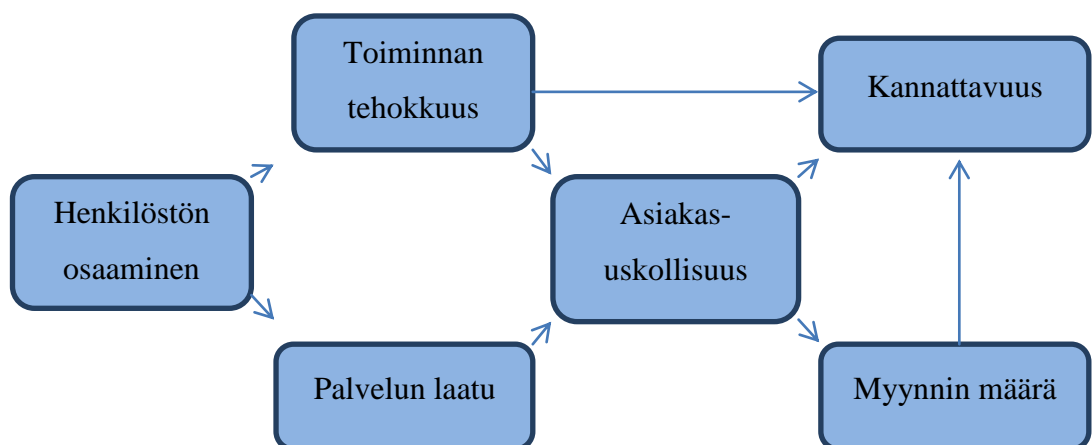 Toiminnan
tehokkuus
Kannattavuus
Henkilöstön
osaaminen
Asiakas-
uskollisuus
Palvelun laatu
Myynnin määrä